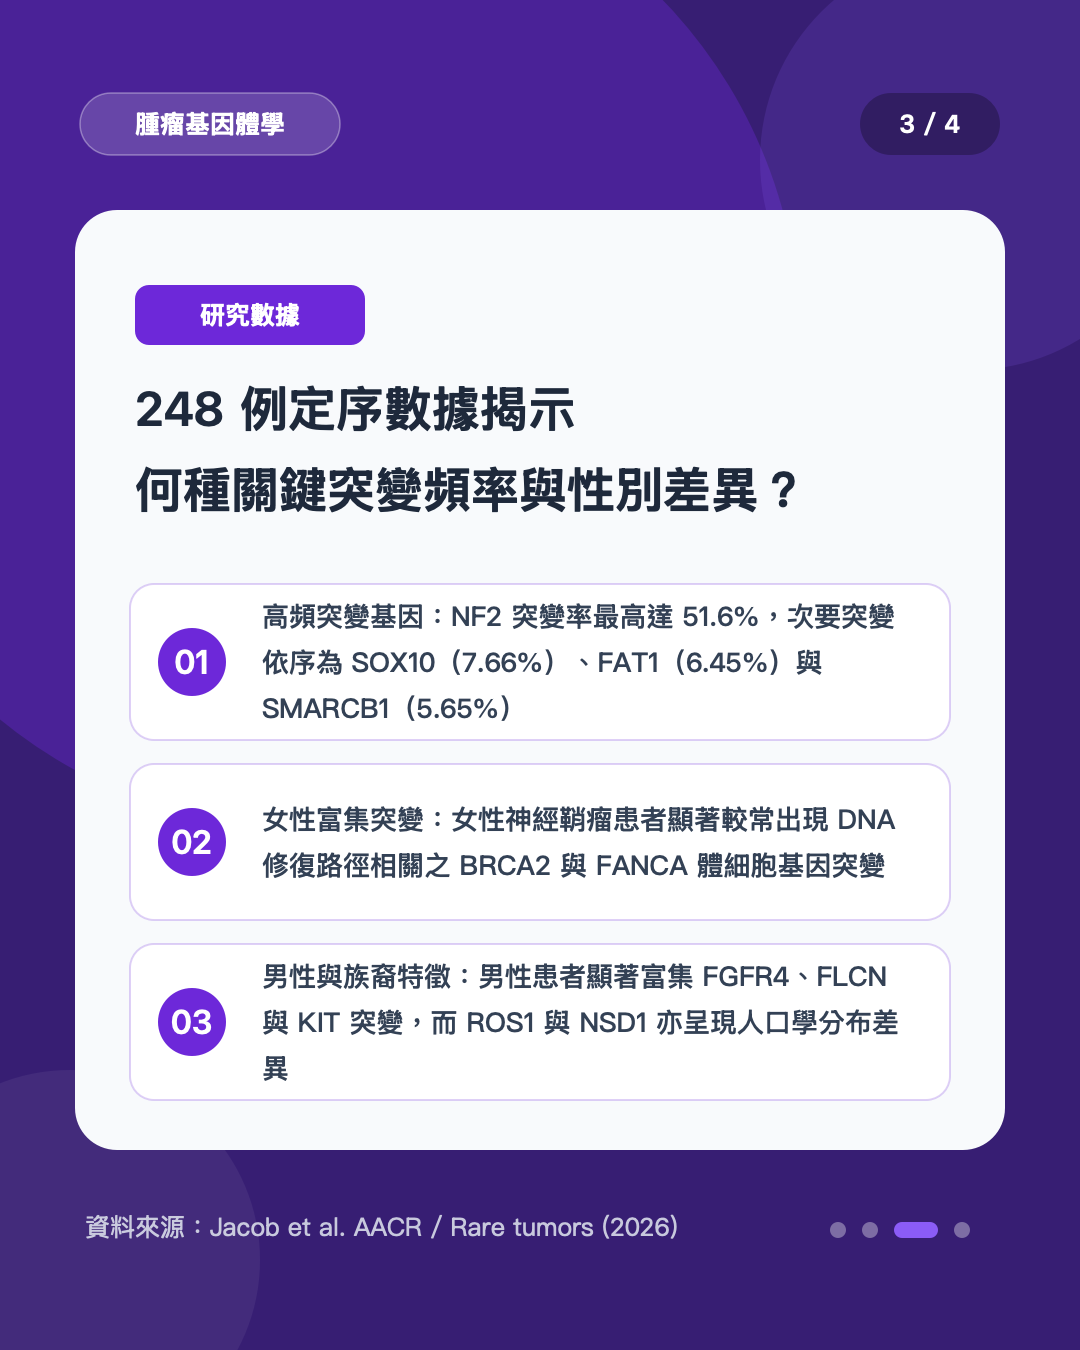 腫瘤基因體學
3 / 4
研究數據
248 例定序數據揭示
何種關鍵突變頻率與性別差異？
01
高頻突變基因：NF2 突變率最高達 51.6%，次要突變
依序為 SOX10（7.66%）、FAT1（6.45%）與
SMARCB1（5.65%）
02
女性富集突變：女性神經鞘瘤患者顯著較常出現 DNA
修復路徑相關之 BRCA2 與 FANCA 體細胞基因突變
03
男性與族裔特徵：男性患者顯著富集 FGFR4、FLCN
與 KIT 突變，而 ROS1 與 NSD1 亦呈現人口學分布差
異
資料來源：Jacob et al. AACR / Rare tumors (2026)